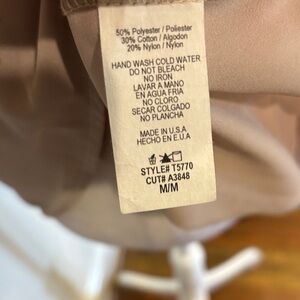 50% Polyester / Poliester
30% Cotton / Algodon
20% Nylon / Nylon
HAND WASH COLD WATER
DO NOT BLEACH
NO IRON
LAVAR A MANO
EN AGUA FRIA
NO CLORO
SECAR COLGADO
NO PLANCHA
MADE IN U.S.A
HECHO EN E.U.A
STYLE# T5770
CUT# A3848
M/M